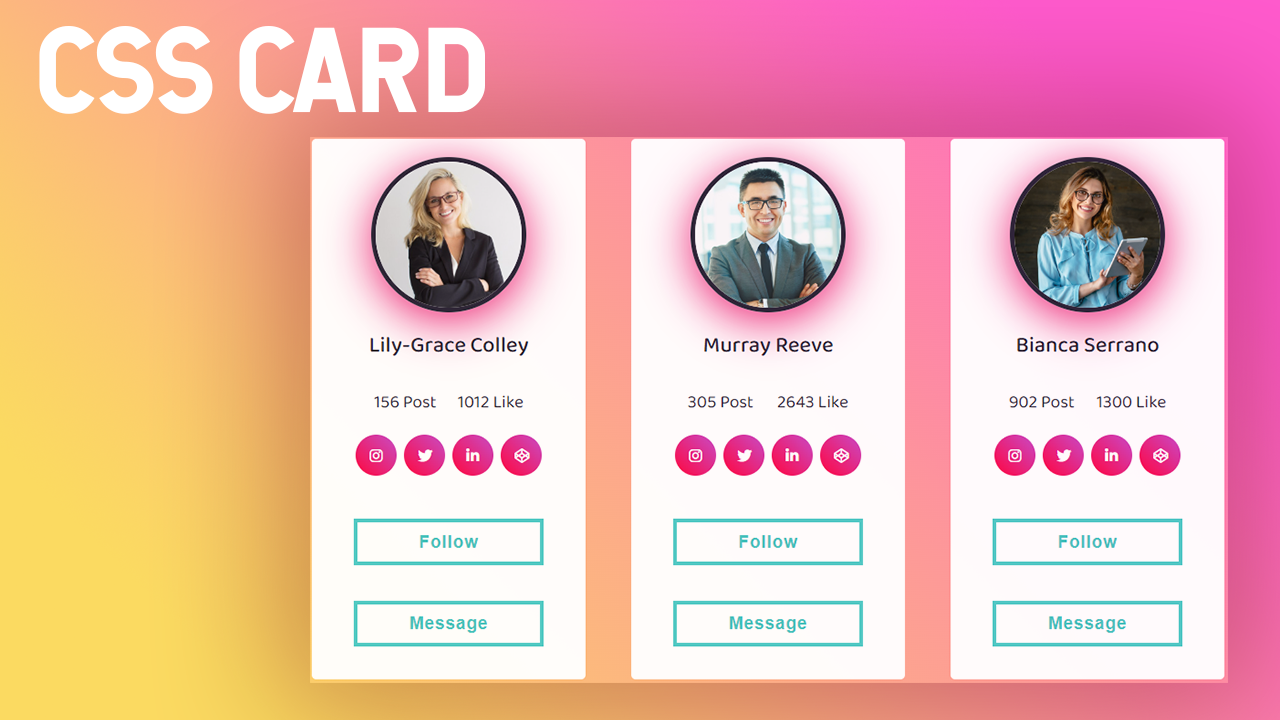 CSS CARD
Lily-Grace Colley
156 Post 1012 Like
Follow
Message
Murray Reeve
305 Post 2643 Like
Follow
Message
Bianca Serrano
902 Post 1300 Like
Follow
Message